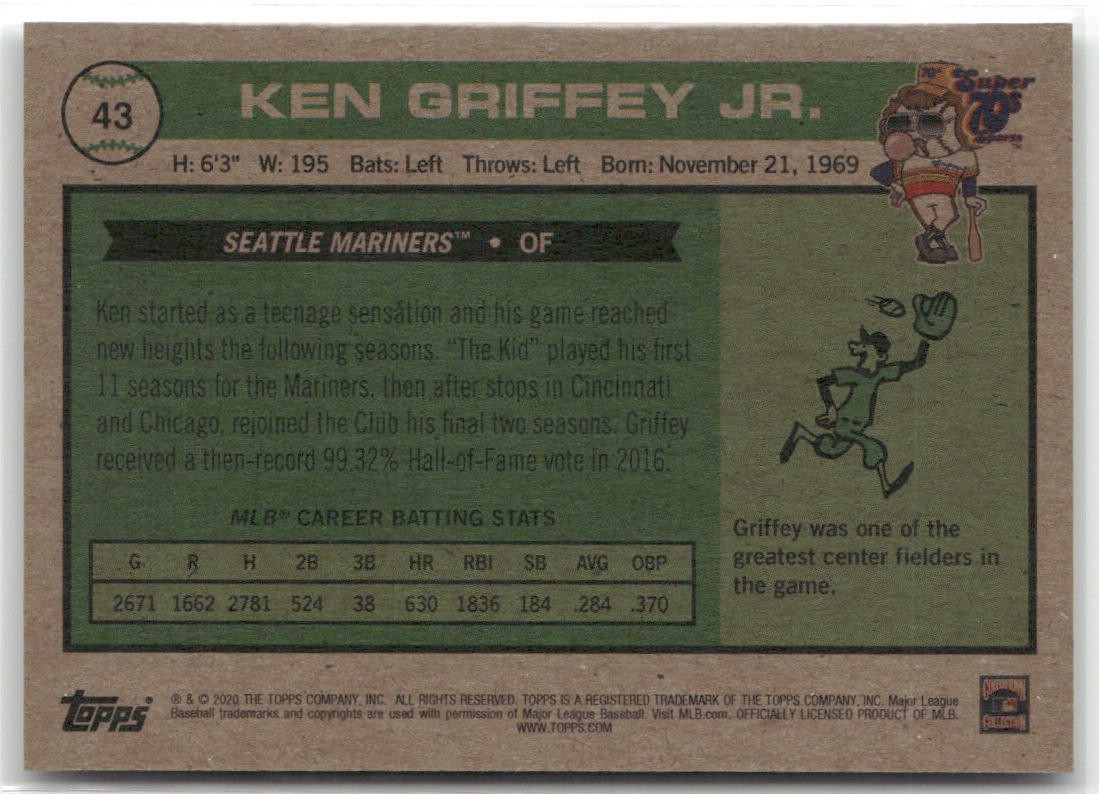 43
KEN GRIFFEY JR.
70's
Super
70s
Sports
H: 6'3" W: 195 Bats: Left Throws: Left Born: November 21, 1969
SEATTLE MARINERS™ • OF
Ken started as a teenage sensation and his game reached
new heights the following seasons. "The Kid" played his first
11 seasons for the Mariners, then after stops in Cincinnati
and Chicago, rejoined the Club his final two seasons. Griffey
received a then-record 99.32% Hall-of-Fame vote in 2016.
MLB® CAREER BATTING STATS
G R H 2B 3B HR RBI SB AVG OBP
2671 1662 2781 524 38 630 1836 184 .284 .370
Griffey was one of the
greatest center fielders in
the game.
topps®
® & © 2020 THE TOPPS COMPANY, INC. ALL RIGHTS RESERVED. TOPPS IS A REGISTERED TRADEMARK OF THE TOPPS COMPANY, INC. Major League
Baseball trademarks and copyrights are used with permission of Major League Baseball. Visit MLB.com. OFFICIALLY LICENSED PRODUCT OF MLB.
WWW.TOPPS.COM
COOPERSTOWN
COLLECTION